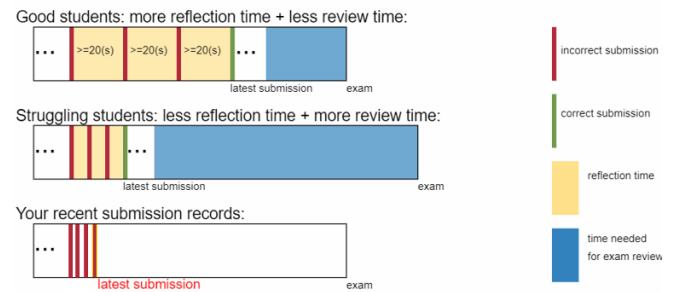 Good students: more reflection time + less review time:
...
>=20(s)
>=20(s)
>=20(s)
...
latest submission
exam
Struggling students: less reflection time + more review time:
...
...
latest submission
exam
Your recent submission records:
...
latest submission
exam
incorrect submission
correct submission
reflection time
time needed
for exam review